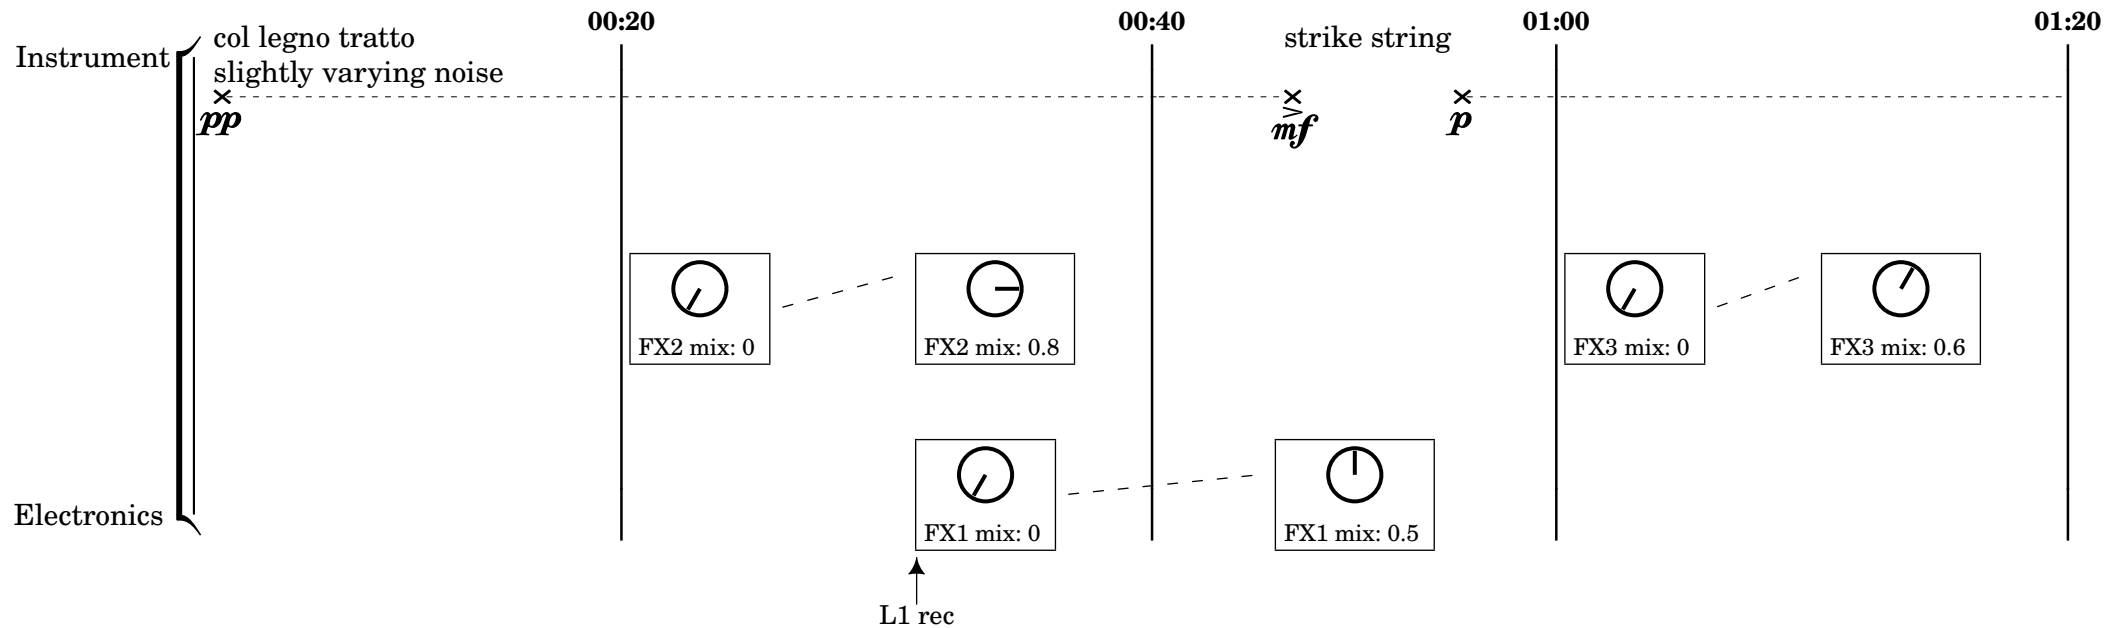 00:20
00:40
01:00
01:20
Instrument
col legno tratto
slightly varying noise
strike string
pp
mf
p
FX2 mix: 0
FX2 mix: 0.8
FX3 mix: 0
FX3 mix: 0.6
Electronics
FX1 mix: 0
FX1 mix: 0.5
L1 rec